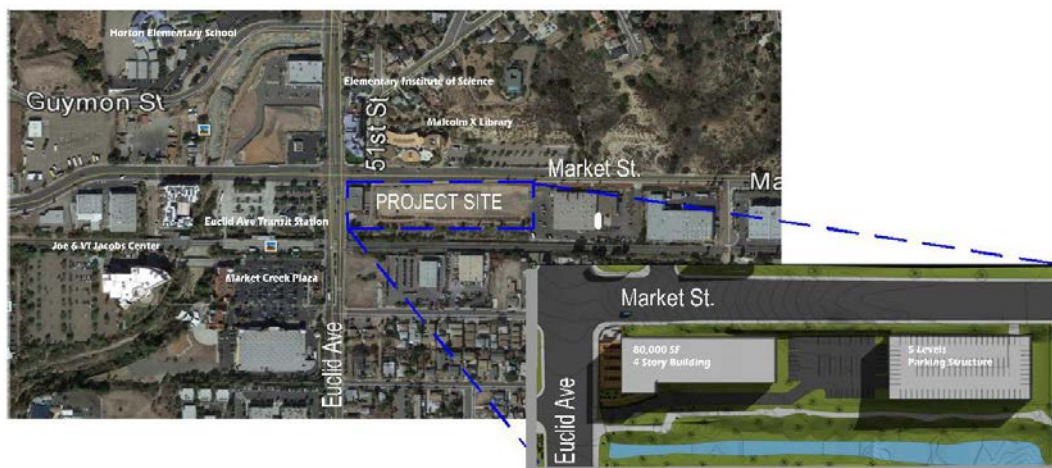 Horton Elementary School
Guymon St
Elementary Institute of Science
51st St
Malcolm X Library
Market St.
Ma
PROJECT SITE
Euclid Ave Transit Station
Joe & Vi Jacobs Center
Market Creek Plaza
Euclid Ave
Market St.
80,000 SF
4 Story Building
5 Levels
Parking Structure
Euclid Ave